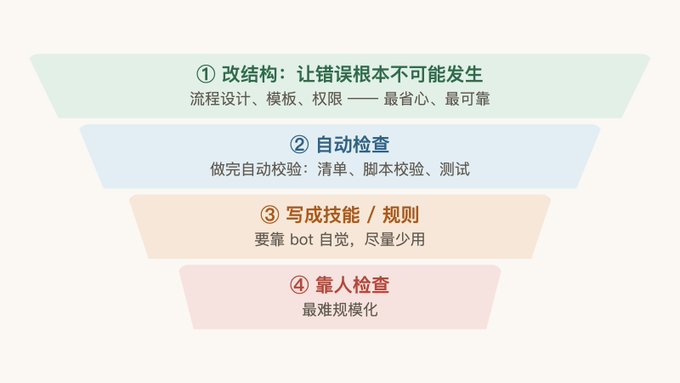 ① 改结构：让错误根本不可能发生
流程设计、模板、权限 —— 最省心、最可靠
② 自动检查
做完自动校验：清单、脚本校验、测试
③ 写成技能 / 规则
要靠 bot 自觉，尽量少用
④ 靠人检查
最难规模化